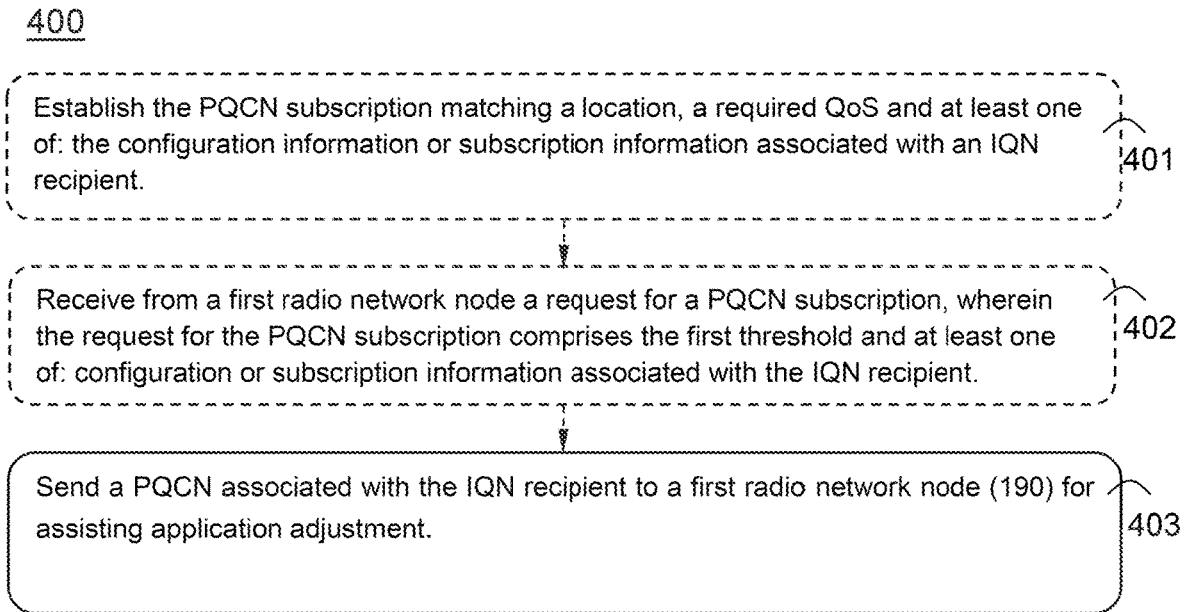 400
Establish the PQCN subscription matching a location, a required QoS and at least one
of: the configuration information or subscription information associated with an IQN
recipient.
401
Receive from a first radio network node a request for a PQCN subscription, wherein
the request for the PQCN subscription comprises the first threshold and at least one
of: configuration or subscription information associated with the IQN recipient.
402
Send a PQCN associated with the IQN recipient to a first radio network node (190) for
assisting application adjustment.
403